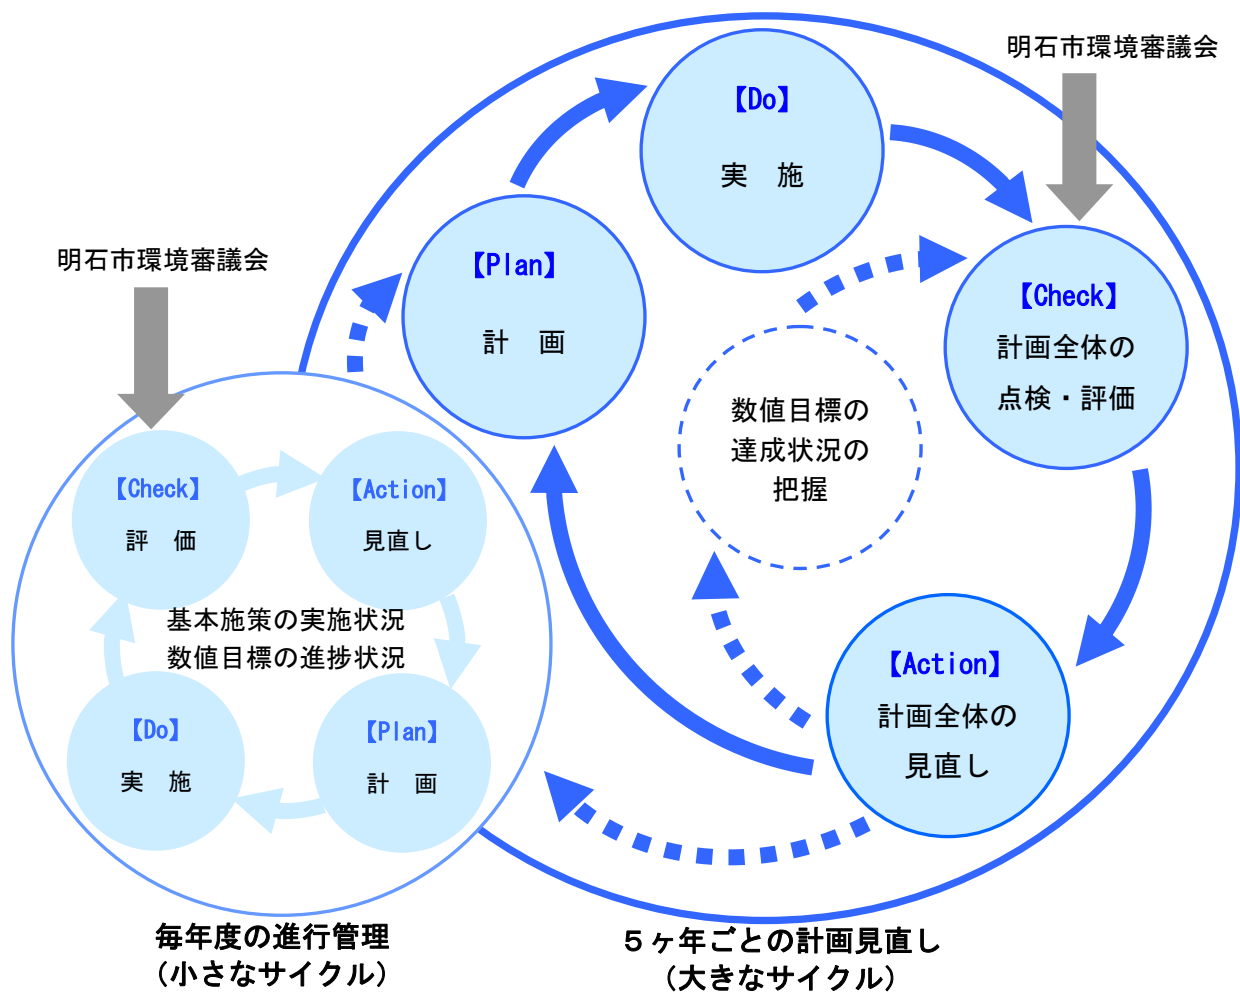 明石市環境審議会
【Do】
実　施
明石市環境審議会
【Plan】
計　画
【Check】
計画全体の
点検・評価
数値目標の
達成状況の
把握
【Check】
評　価
【Action】
見直し
基本施策の実施状況
数値目標の進捗状況
【Do】
実　施
【Plan】
計　画
【Action】
計画全体の
見直し
毎年度の進行管理
（小さなサイクル）
５ヶ年ごとの計画見直し
（大きなサイクル）